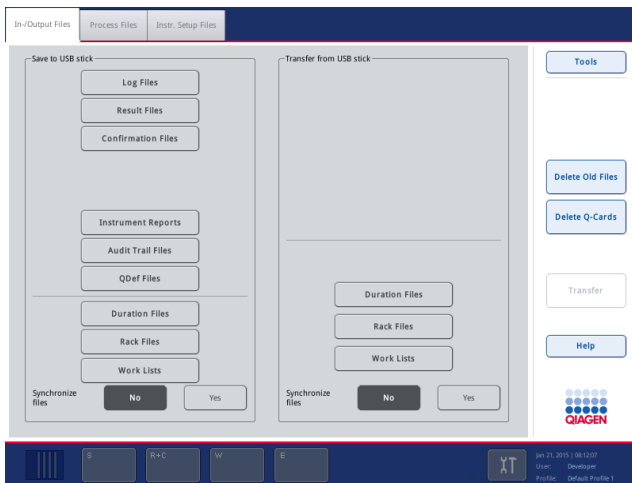 In-/Output Files
Process Files
Instr. Setup Files
Save to USB stick
Log Files
Result Files
Confirmation Files
Instrument Reports
Audit Trail Files
QDef Files
Duration Files
Rack Files
Work Lists
Synchronize
files
No
Yes
Transfer from USB stick
Duration Files
Rack Files
Work Lists
Synchronize
files
No
Yes
Tools
Delete Old Files
Delete Q-Cards
Transfer
Help
QIAGEN
S
R+C
W
E
Jan 21, 2015 | 08:12:07
User: Developer
Profile: Default Profile 1